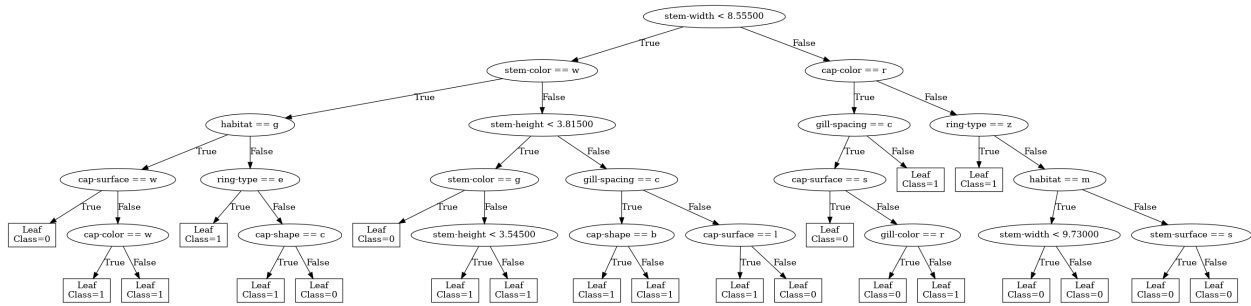 stem-width < 8.55500
True
False
stem-color == w
cap-color == r
True
False
True
False
habitat == g
stem-height < 3.81500
gill-spacing == c
ring-type == z
True
False
True
False
True
False
True
False
cap-surface == w
ring-type == e
stem-color == g
gill-spacing == c
cap-surface == s
Leaf
Class=1
Leaf
Class=1
habitat == m
True
False
True
False
True
False
True
False
True
False
True
False
Leaf
Class=0
cap-color == w
Leaf
Class=1
cap-shape == c
Leaf
Class=0
stem-height < 3.54500
cap-shape == b
cap-surface == l
Leaf
Class=0
gill-color == r
stem-width < 9.73000
stem-surface == s
True
False
True
False
True
False
True
False
True
False
True
False
True
False
True
False
Leaf
Class=1
Leaf
Class=1
Leaf
Class=1
Leaf
Class=0
Leaf
Class=1
Leaf
Class=1
Leaf
Class=1
Leaf
Class=1
Leaf
Class=1
Leaf
Class=0
Leaf
Class=0
Leaf
Class=1
Leaf
Class=0
Leaf
Class=0
Leaf
Class=0
Leaf
Class=0